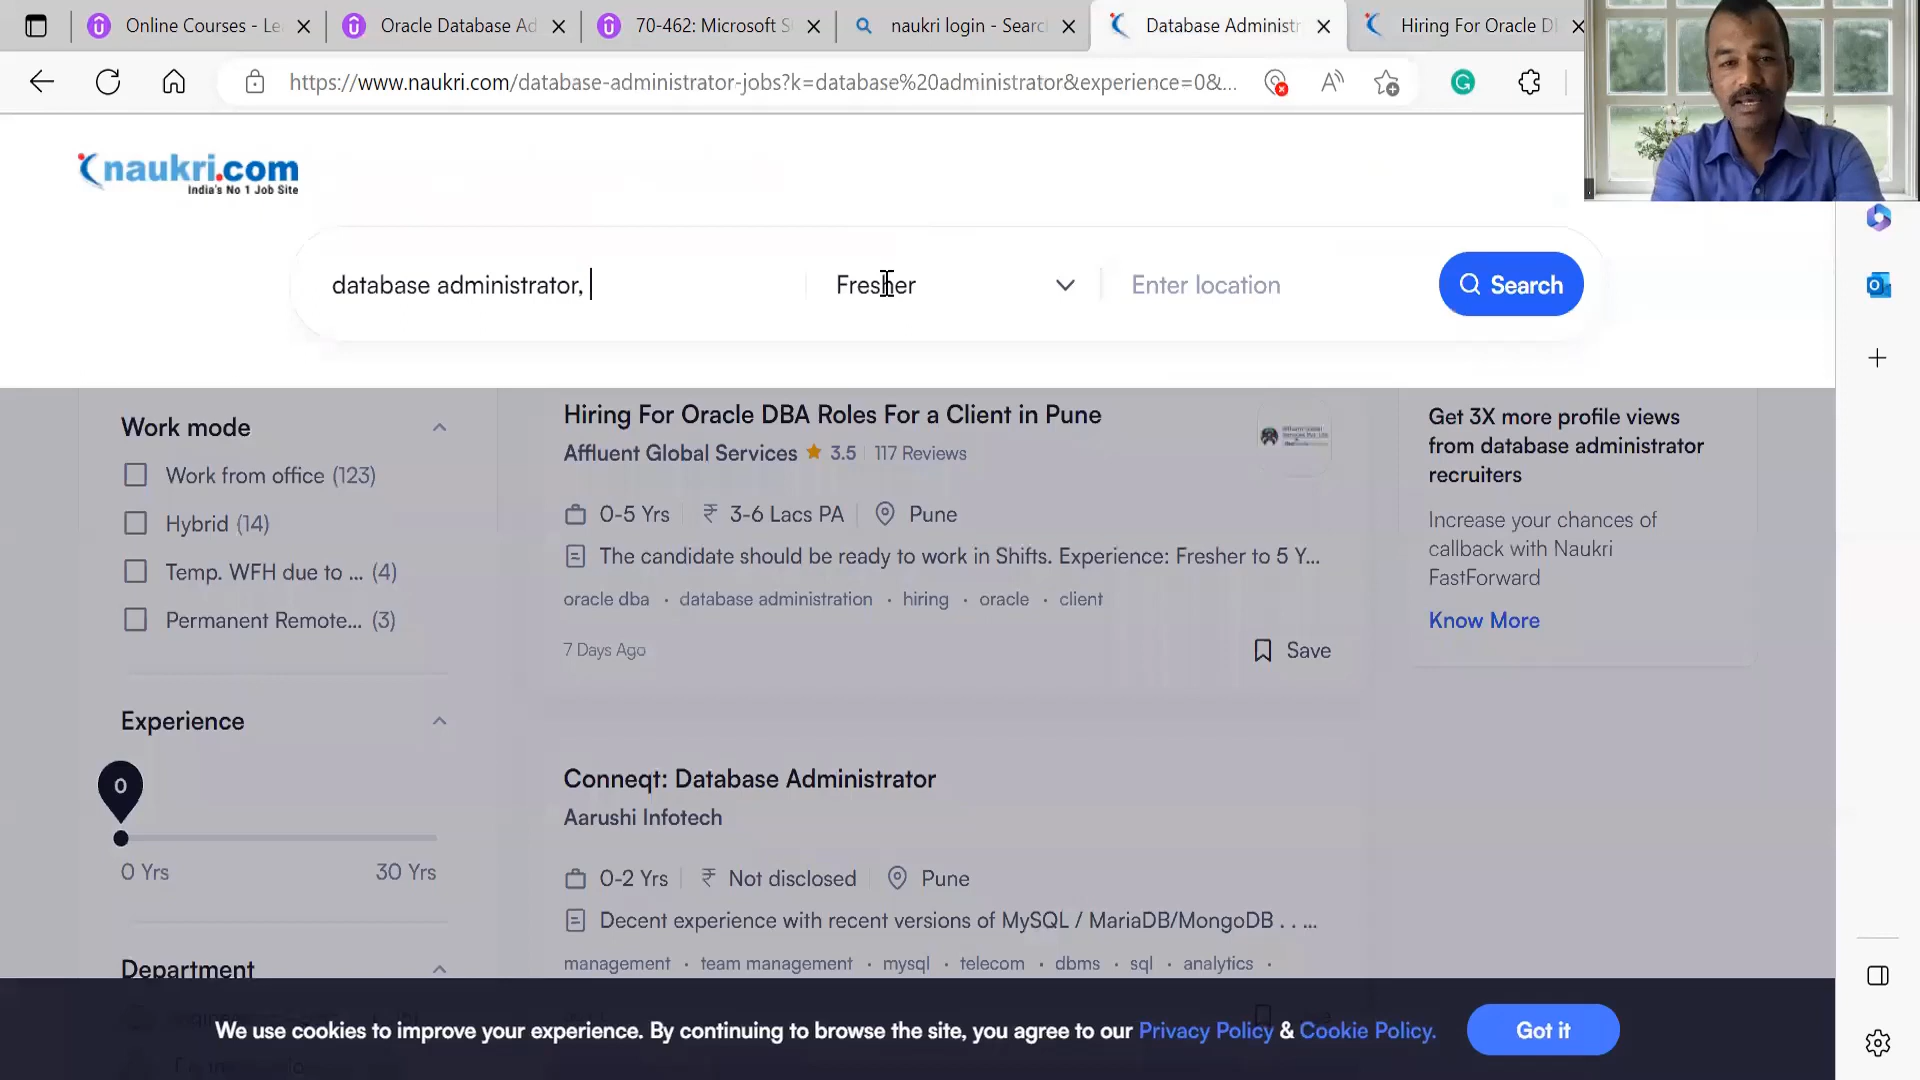 Online Courses - Le
Oracle Database Ad
70-462: Microsoft S
naukri login - Search
Database Administr
Hiring For Oracle D
https://www.naukri.com/database-administrator-jobs?k=database%20administrator&experience=0&...
naukri.com
India's No 1 Job Site
database administrator,
Fresher
Enter location
Search
Work mode
Work from office (123)
Hybrid (14)
Temp. WFH due to ... (4)
Permanent Remote... (3)
Experience
0
0 Yrs
30 Yrs
Department
Hiring For Oracle DBA Roles For a Client in Pune
Affluent Global Services 3.5 117 Reviews
0-5 Yrs ₹ 3-6 Lacs PA Pune
The candidate should be ready to work in Shifts. Experience: Fresher to 5 Y...
oracle dba · database administration · hiring · oracle · client
7 Days Ago
Save
Conneqt: Database Administrator
Aarushi Infotech
0-2 Yrs ₹ Not disclosed Pune
Decent experience with recent versions of MySQL / MariaDB/MongoDB . . ...
management · team management · mysql · telecom · dbms · sql · analytics ·
Get 3X more profile views
from database administrator
recruiters
Increase your chances of
callback with Naukri
FastForward
Know More
We use cookies to improve your experience. By continuing to browse the site, you agree to our Privacy Policy & Cookie Policy.
Got it